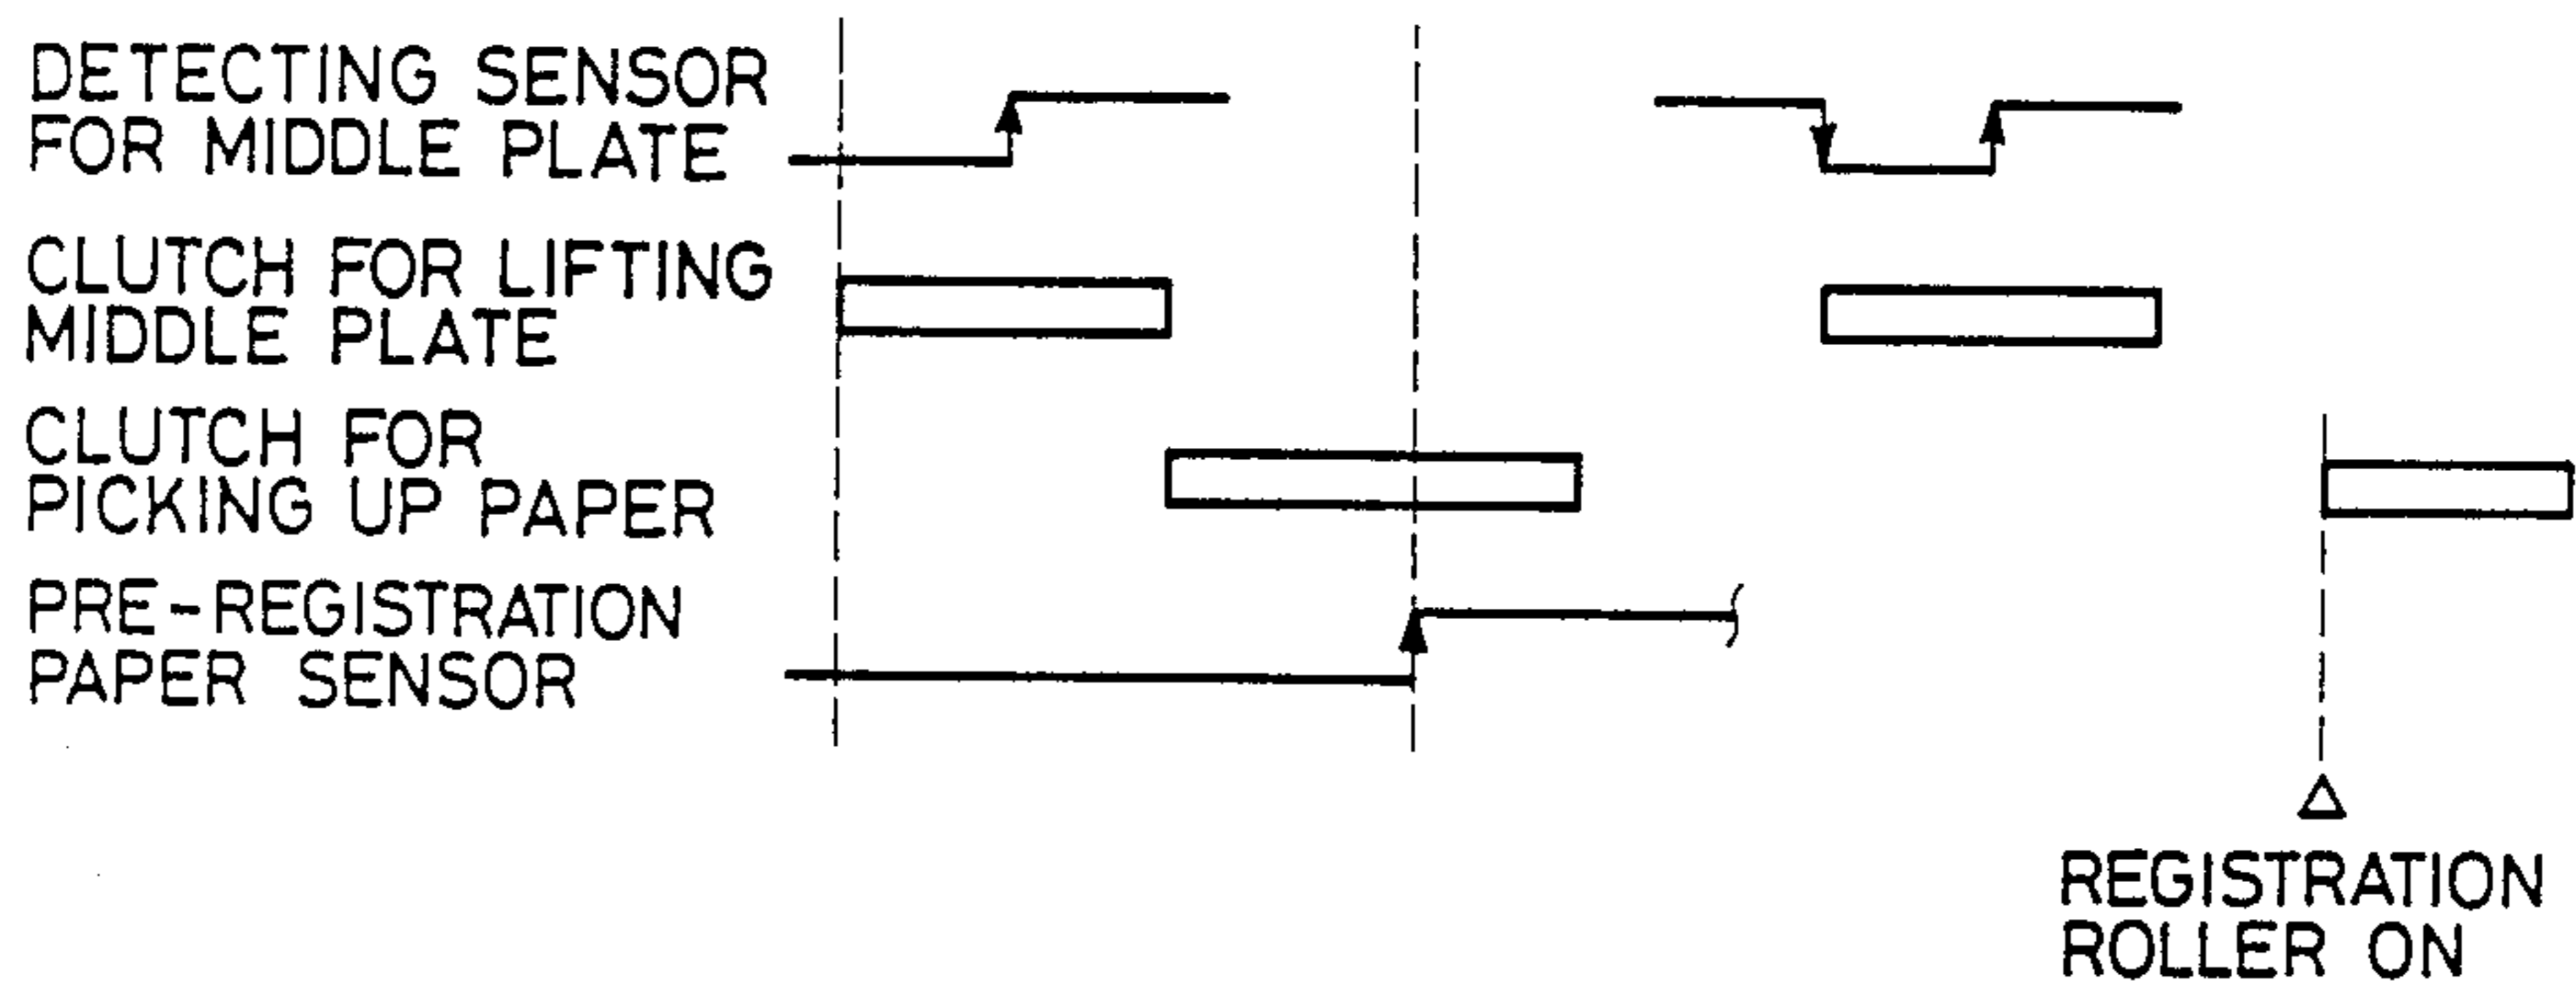 DETECTING SENSOR
FOR MIDDLE PLATE
CLUTCH FOR LIFTING
MIDDLE PLATE
CLUTCH FOR
PICKING UP PAPER
PRE-REGISTRATION
PAPER SENSOR
REGISTRATION
ROLLER ON